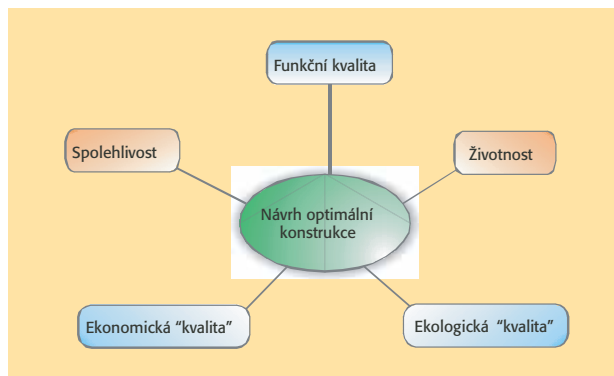 Funkční kvalita
Spolehlivost
Životnost
Návrh optimální
konstrukce
Ekonomická “kvalita”
Ekologická “kvalita”